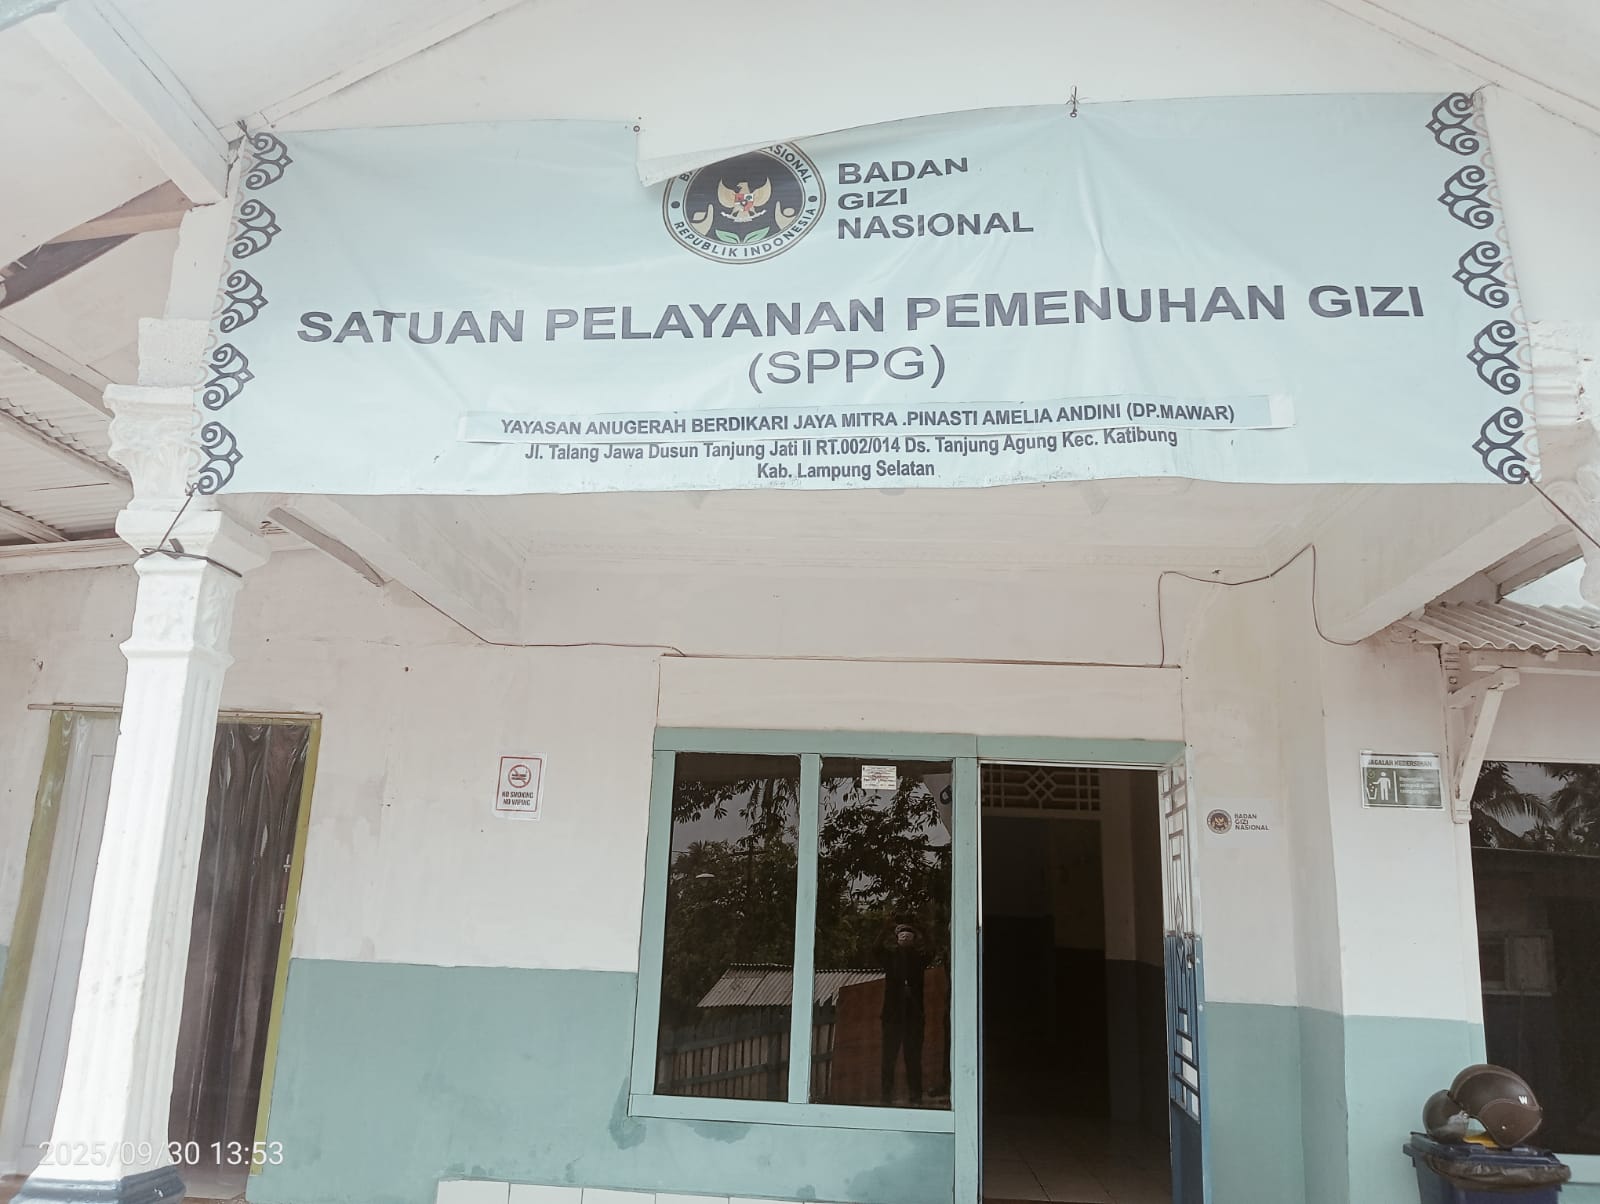 BADAN
GIZI
NASIONAL
REPUBLIK INDONESIA
SATUAN PELAYANAN PEMENUHAN GIZI
(SPPG)
YAYASAN ANUGERAH BERDIKARI JAYA MITRA .PINASTI AMELIA ANDINI (DP.MAWAR)
Jl. Talang Jawa Dusun Tanjung Jati II RT.002/014 Ds. Tanjung Agung Kec. Katibung
Kab. Lampung Selatan
NO SMOKING
NO VAPING
BADAN
GIZI
NASIONAL
JAGALAH KEBERSIHAN
W
2025/09/30 13:53